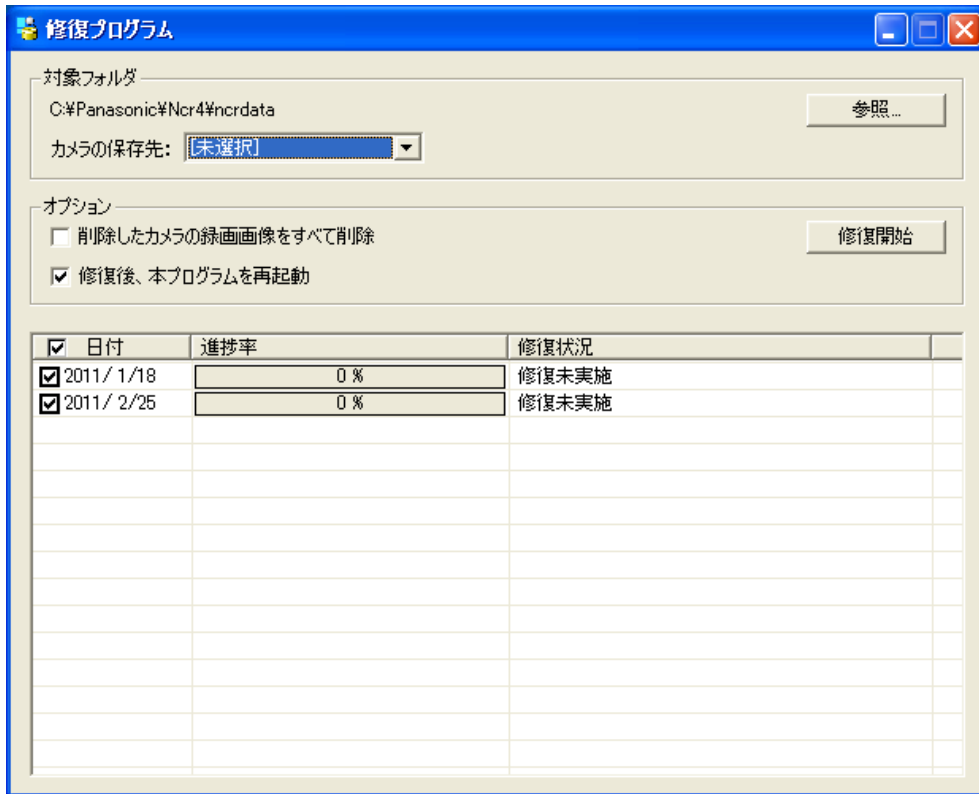 修復プログラム
対象フォルダ
C:¥Panasonic¥Ncr4¥ncrdata
参照...
カメラの保存先: [未選択]
オプション
削除したカメラの録画画像をすべて削除
修復開始
修復後、本プログラムを再起動
日付 進捗率 修復状況
2011/ 1/18 0 % 修復未実施
2011/ 2/25 0 % 修復未実施